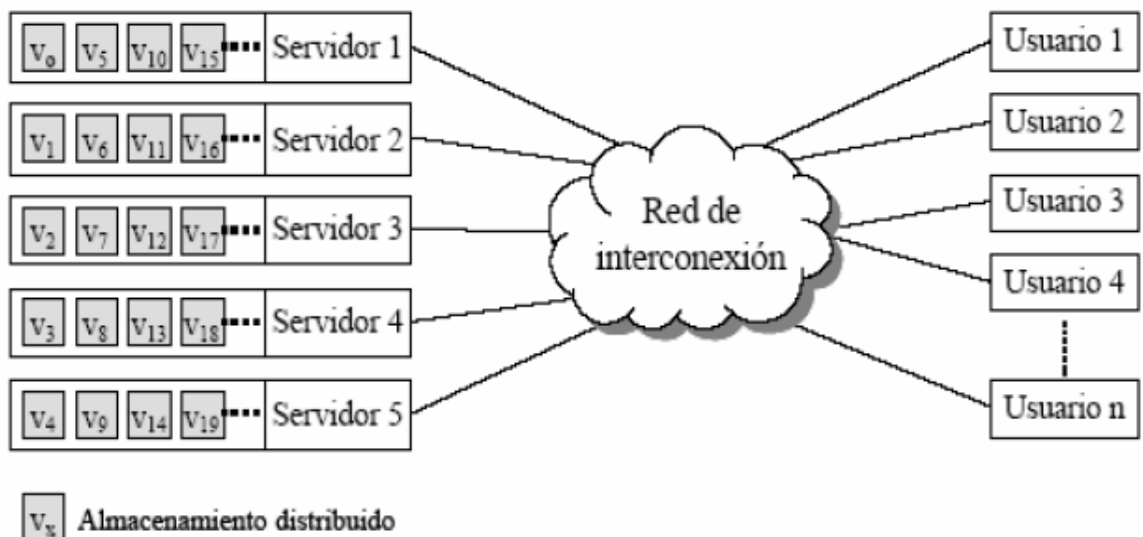 v₀ v₅ v₁₀ v₁₅ Servidor 1
v₁ v₆ v₁₁ v₁₆ Servidor 2
v₂ v₇ v₁₂ v₁₇ Servidor 3
v₃ v₈ v₁₃ v₁₈ Servidor 4
v₄ v₉ v₁₄ v₁₉ Servidor 5
Red de
interconexión
Usuario 1
Usuario 2
Usuario 3
Usuario 4
Usuario n
vₓ Almacenamiento distribuido